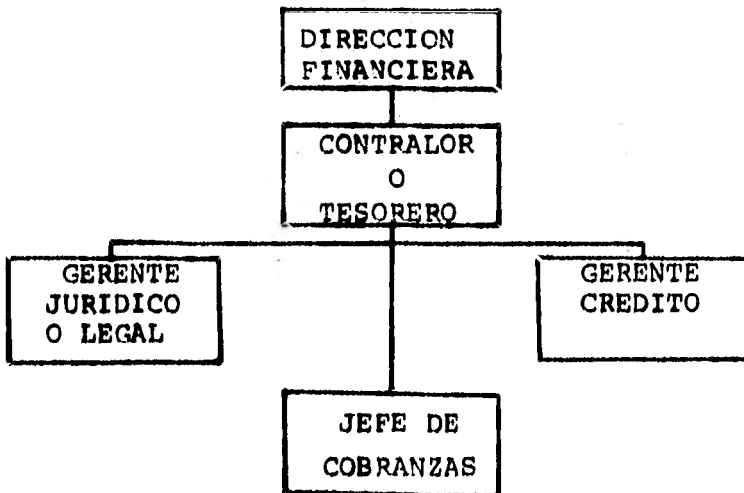 DIRECCION
FINANCIERA
CONTRALOR
O
TESORERO
GERENTE
JURIDICO
O LEGAL
GERENTE
CREDITO
JEFE DE
COBRANZAS